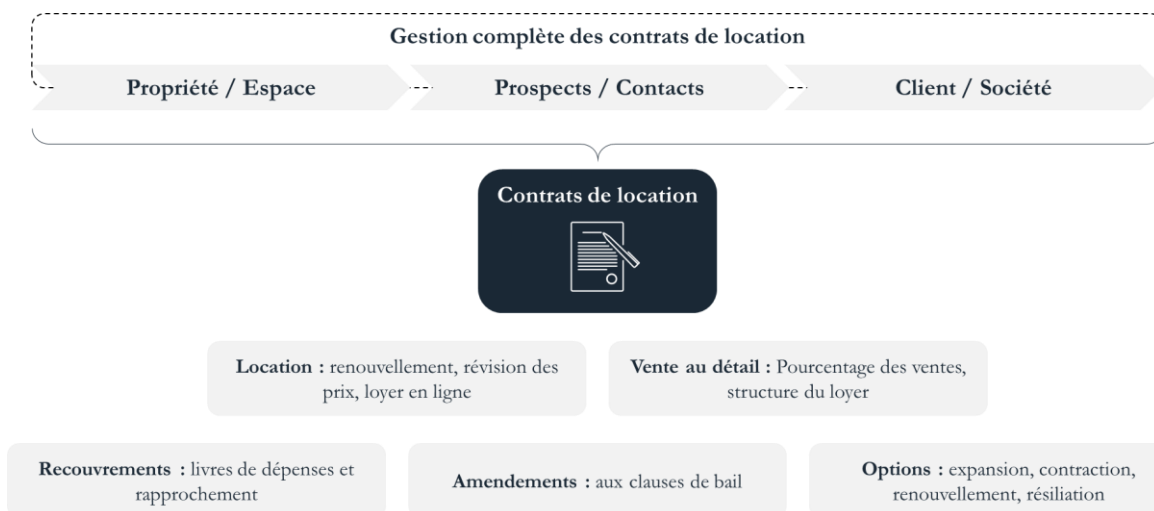 Gestion complète des contrats de location
Propriété / Espace
Prospects / Contacts
Client / Société
Contrats de location
Location : renouvellement, révision des
prix, loyer en ligne
Vente au détail : Pourcentage des ventes,
structure du loyer
Recouvrements : livres de dépenses et
rapprochement
Amendements : aux clauses de bail
Options : expansion, contraction,
renouvellement, résiliation